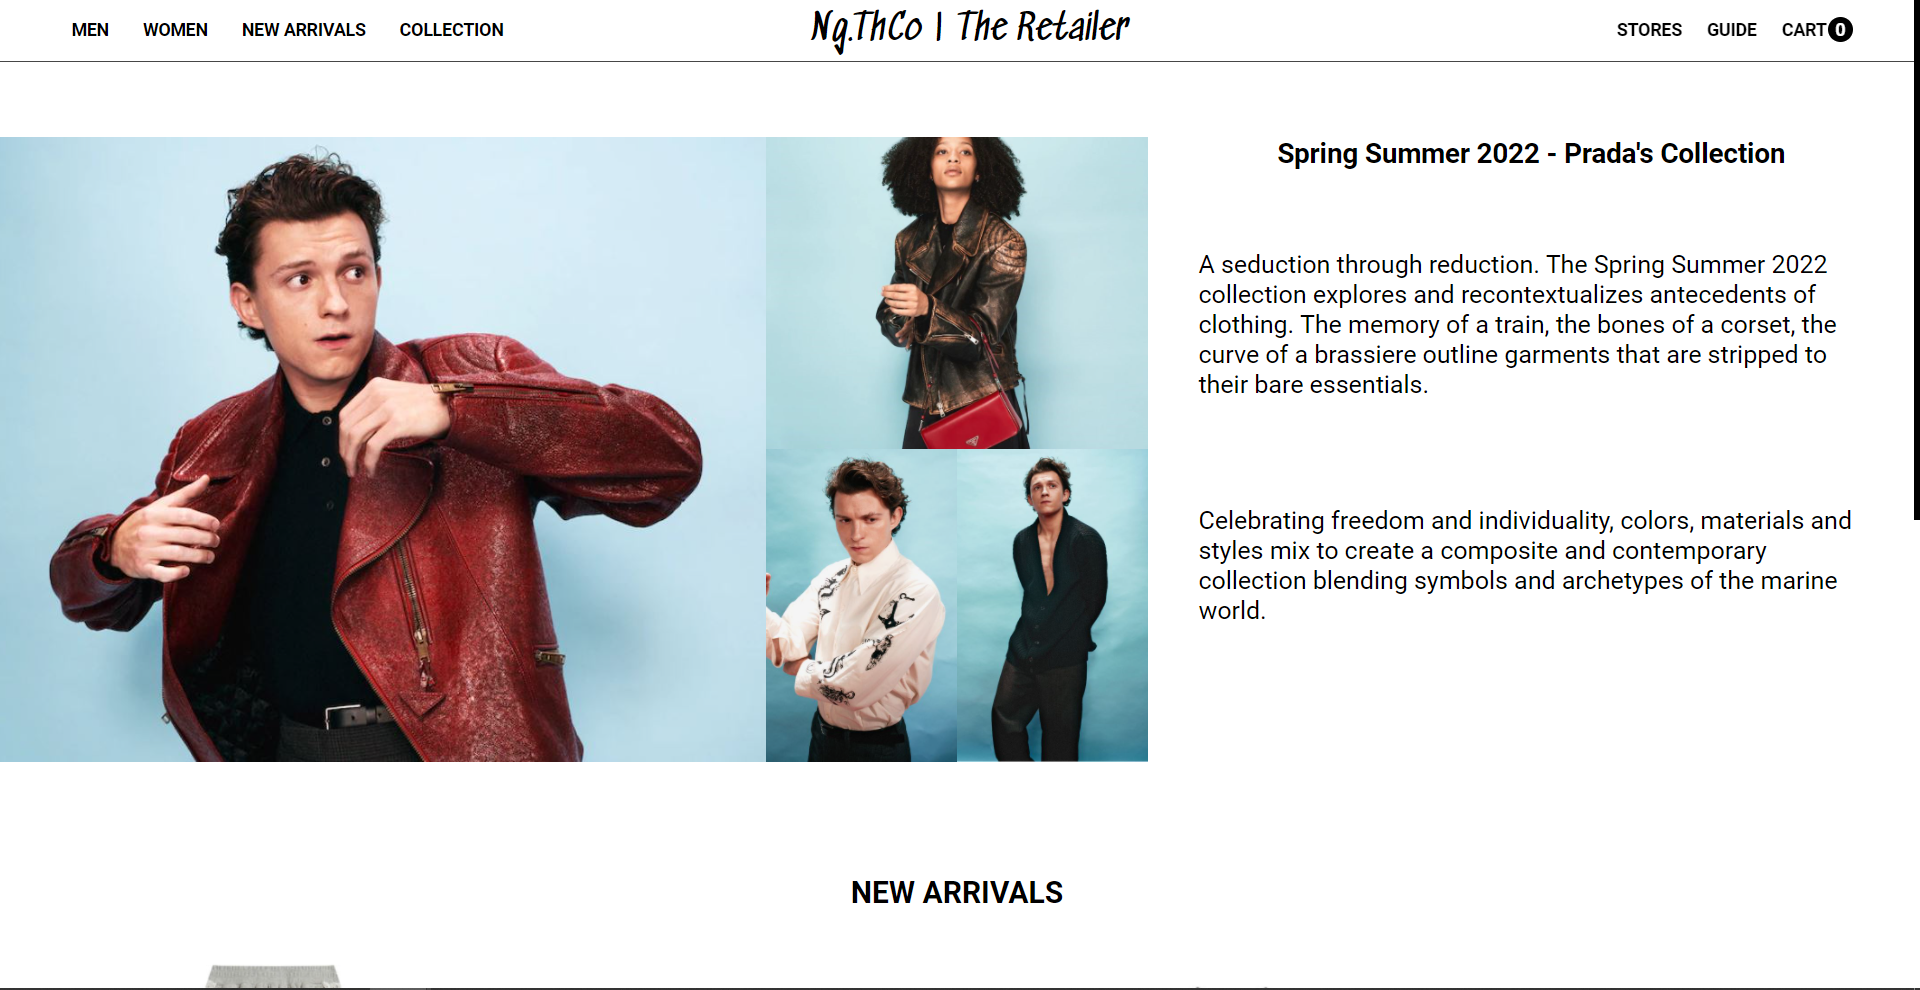 MEN WOMEN NEW ARRIVALS COLLECTION
Ng.ThCo | The Retailer
STORES GUIDE CART 0
Spring Summer 2022 - Prada's Collection
A seduction through reduction. The Spring Summer 2022
collection explores and recontextualizes antecedents of
clothing. The memory of a train, the bones of a corset, the
curve of a brassiere outline garments that are stripped to
their bare essentials.
Celebrating freedom and individuality, colors, materials and
styles mix to create a composite and contemporary
collection blending symbols and archetypes of the marine
world.
NEW ARRIVALS